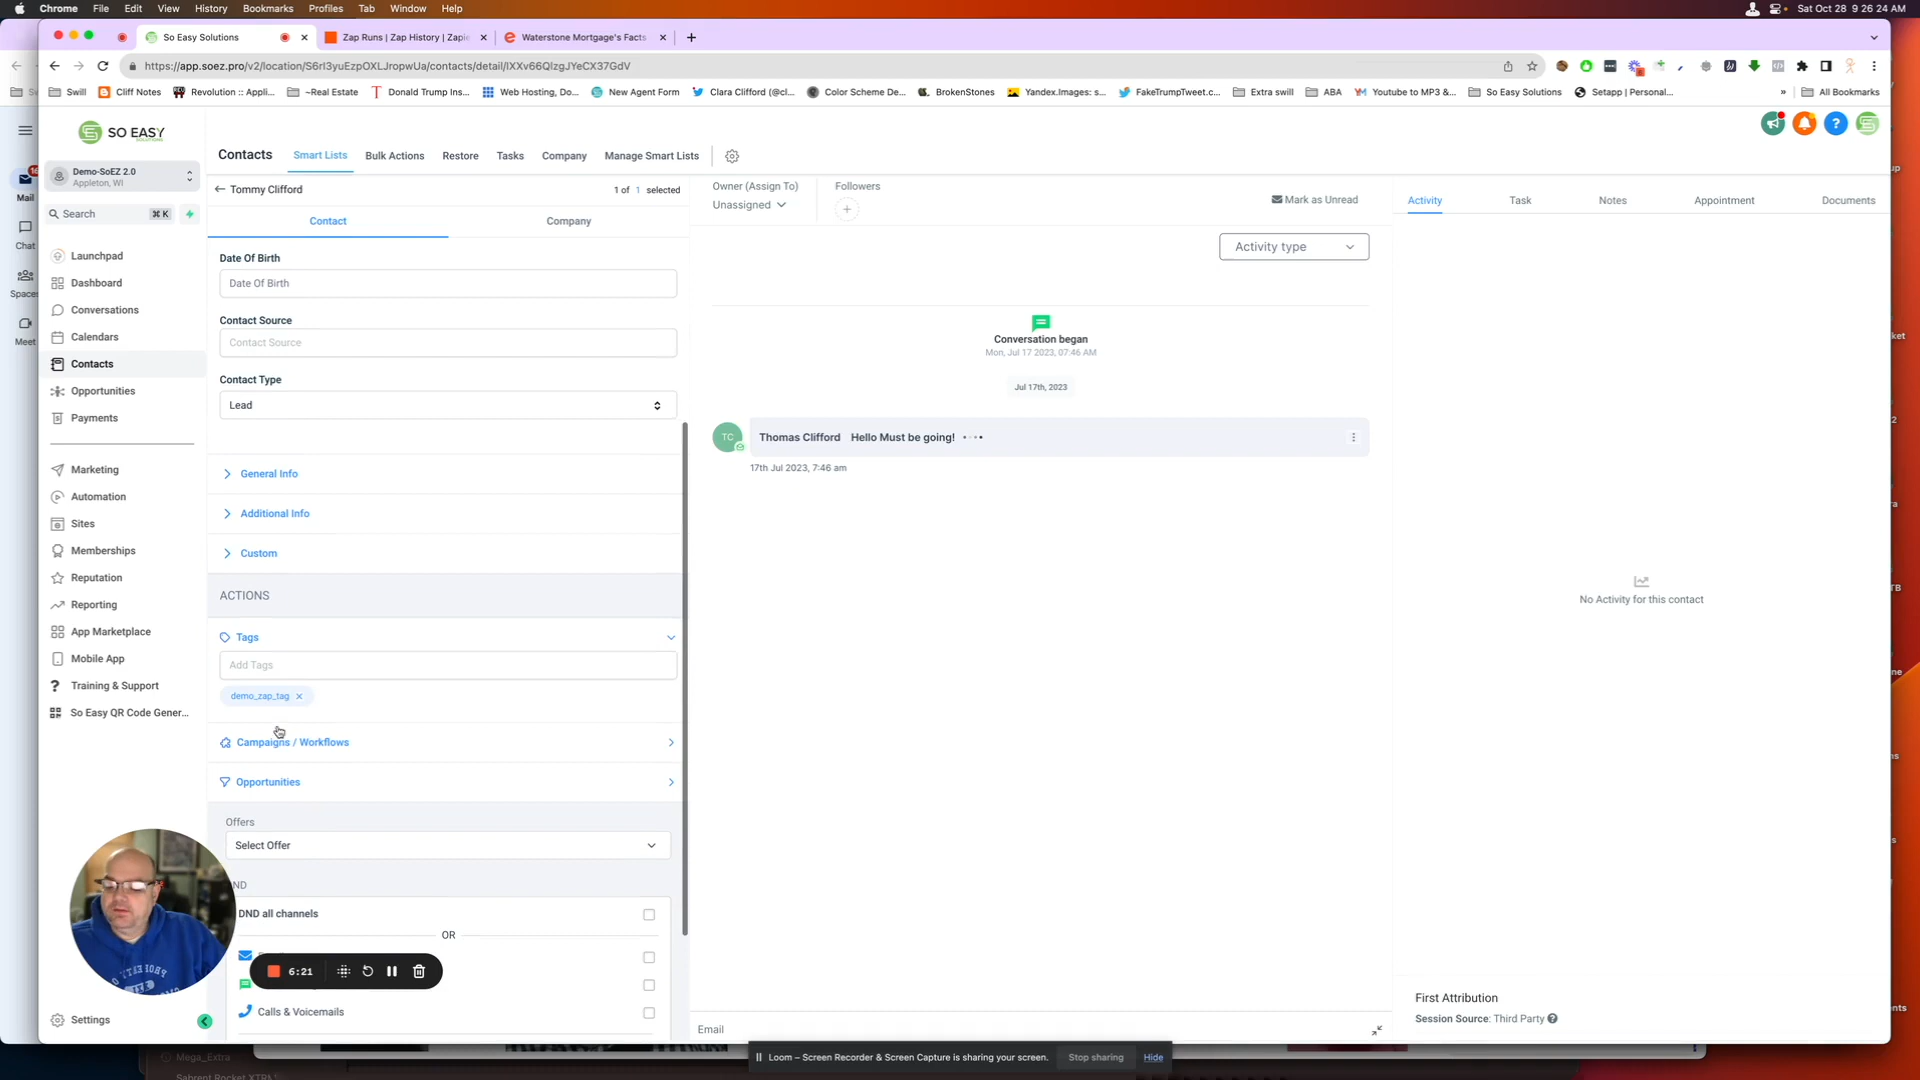 Chrome File Edit View History Bookmarks Profiles Tab Window Help Sat Oct 28 9 26 24 AM
So Easy Solutions Zap Runs | Zap History | Zapie Waterstone Mortgage's Facts
https://app.soez.pro/v2/location/S6rI3yuEzpOXLJropwUa/contacts/detail/lXXv66QlzgJYeCX37GdV
Swill Cliff Notes Revolution :: Appli... ~Real Estate Donald Trump Ins... Web Hosting, Do... New Agent Form Clara Clifford (@cl... Color Scheme De... BrokenStones Yandex.Images: s... FakeTrumpTweet.c... Extra swill ABA Youtube to MP3 &... So Easy Solutions Setapp | Personal... » All Bookmarks
SO EASY
SOLUTIONS
Contacts Smart Lists Bulk Actions Restore Tasks Company Manage Smart Lists
Demo-SoEZ 2.0
Appleton, WI
Search ⌘ K
Mail
Chat
Spaces
Meet
Launchpad
Dashboard
Conversations
Calendars
Contacts
Opportunities
Payments
Marketing
Automation
Sites
Memberships
Reputation
Reporting
App Marketplace
Mobile App
Training & Support
So Easy QR Code Gener...
Settings
Tommy Clifford 1 of 1 selected
Contact Company
Date Of Birth
Date Of Birth
Contact Source
Contact Source
Contact Type
Lead
General Info
Additional Info
Custom
ACTIONS
Tags
Add Tags
demo_zap_tag ×
Campaigns / Workflows
Opportunities
Offers
Select Offer
ND
DND all channels
OR
6:21
Calls & Voicemails
Owner (Assign To) Followers
Unassigned
Mark as Unread
Activity type
Conversation began
Mon, Jul 17 2023, 07:46 AM
Jul 17th, 2023
TC Thomas Clifford Hello Must be going!
17th Jul 2023, 7:46 am
Email
Activity Task Notes Appointment Documents
No Activity for this contact
First Attribution
Session Source: Third Party
Loom – Screen Recorder & Screen Capture is sharing your screen. Stop sharing Hide
Mega_Extra
Sabrent Rocket XTRM